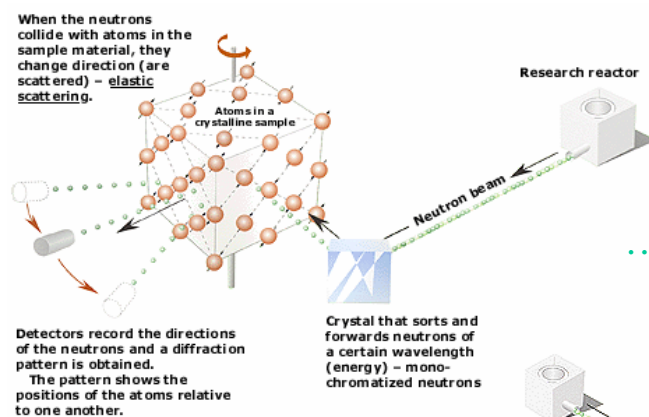 When the neutrons
collide with atoms in the
sample material, they
change direction (are
scattered) – elastic
scattering.
Atoms in a
crystalline sample
Research reactor
Neutron beam
Detectors record the directions
of the neutrons and a diffraction
pattern is obtained.
The pattern shows the
positions of the atoms relative
to one another.
Crystal that sorts and
forwards neutrons of
a certain wavelength
(energy) – mono-
chromatized neutrons